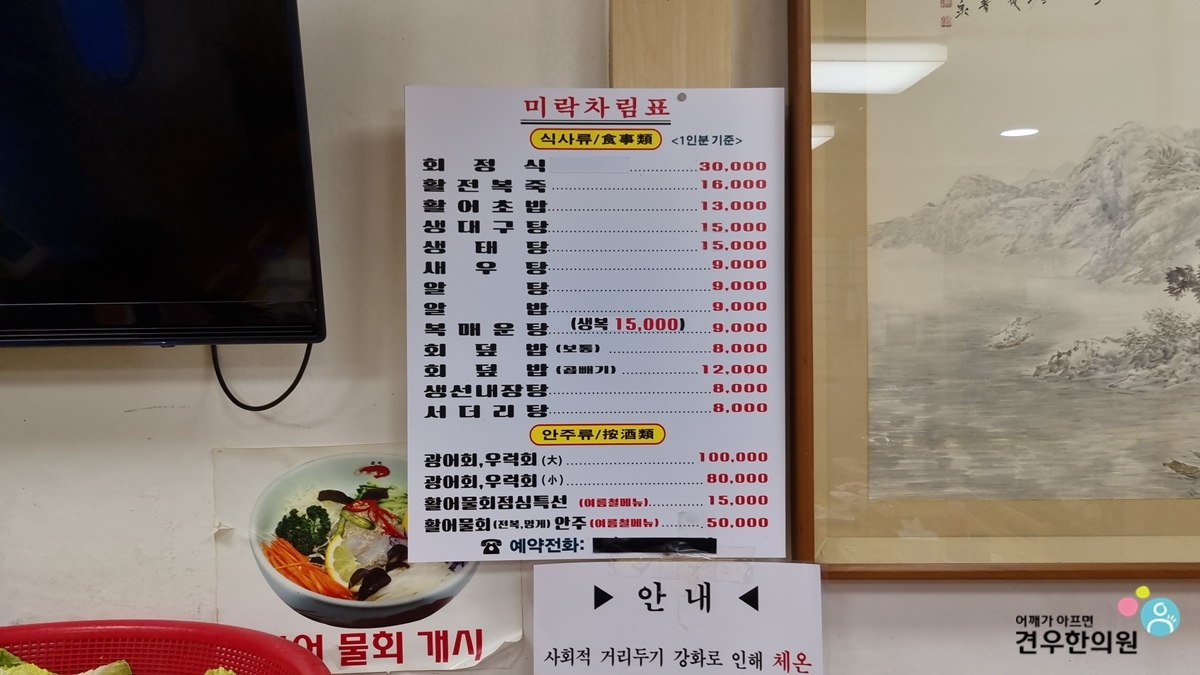 미락차림표
식사류/食事類 <1인분 기준>
회정식 30,000
활전복죽 16,000
활어초밥 13,000
생대구탕 15,000
생태탕 15,000
새우탕 9,000
알탕 9,000
알밥 9,000
복매운탕 (생복 15,000) 9,000
회덮밥 (보통) 8,000
회덮밥 (곱빼기) 12,000
생선내장탕 8,000
서더리탕 8,000
안주류/按酒類
광어회,우럭회 (大) 100,000
광어회,우럭회 (小) 80,000
활어물회점심특선 (여름철메뉴) 15,000
활어물회 (전복,멍게) 안주 (여름철메뉴) 50,000
☎ 예약전화:
물회 개시
▶ 안내 ◀
사회적 거리두기 강화로 인해 체온
어깨가 아프면
견우한의원